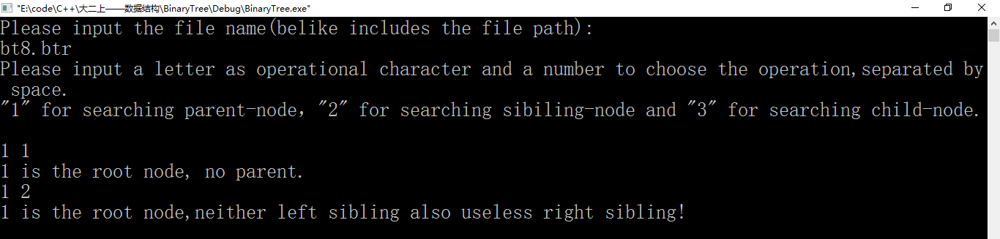 "E:\code\C++\大二上——数据结构\BinaryTree\Debug\BinaryTree.exe"
Please input the file name(belike includes the file path):
bt8.btr
Please input a letter as operational character and a number to choose the operation,separated by
 space.
"1" for searching parent-node, "2" for searching sibiling-node and "3" for searching child-node.
1 1
1 is the root node, no parent.
1 2
1 is the root node,neither left sibling also useless right sibling!